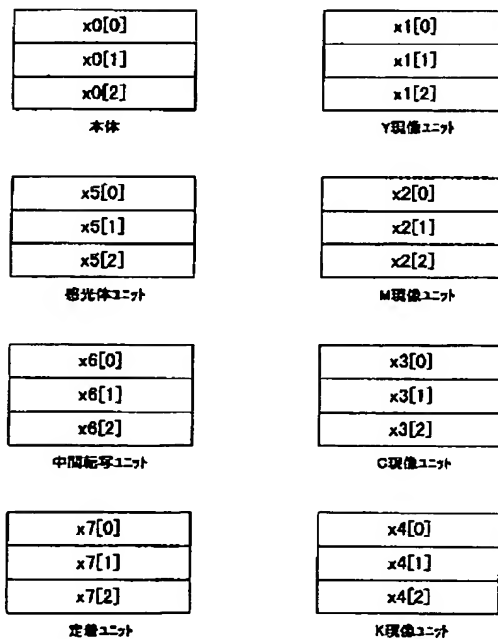 x0[0]
x0[1]
x0[2]
本体
x1[0]
x1[1]
x1[2]
Y現像ユニット
x5[0]
x5[1]
x5[2]
感光体ユニット
x2[0]
x2[1]
x2[2]
M現像ユニット
x6[0]
x6[1]
x6[2]
中間転写ユニット
x3[0]
x3[1]
x3[2]
C現像ユニット
x7[0]
x7[1]
x7[2]
定着ユニット
x4[0]
x4[1]
x4[2]
K現像ユニット